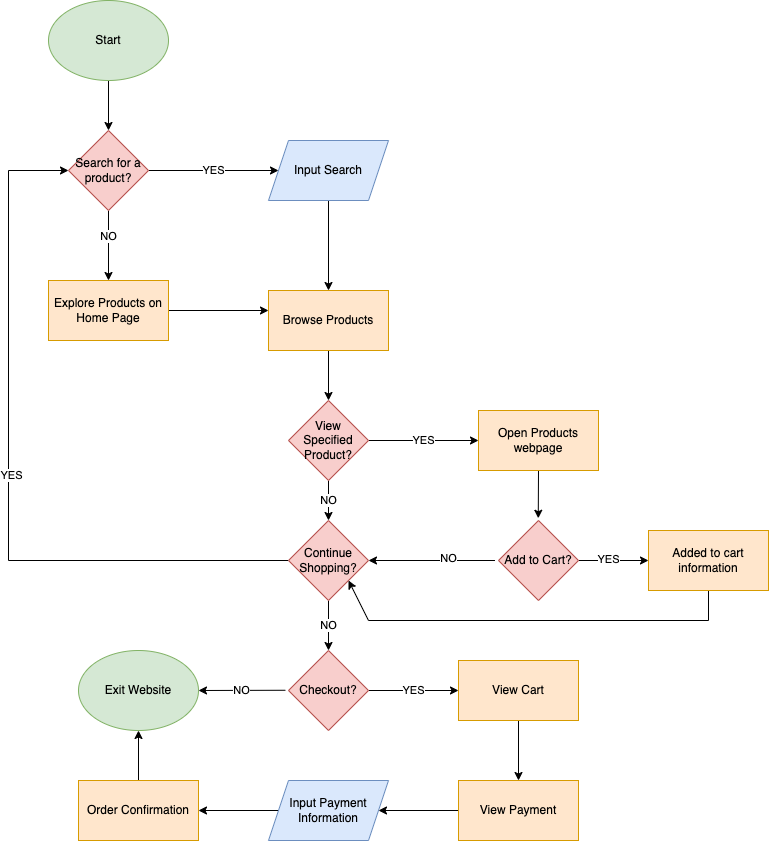 Start
Search for a
product?
YES
Input Search
NO
Explore Products on
Home Page
Browse Products
View
Specified
Product?
YES
Open Products
webpage
NO
YES
Continue
Shopping?
NO
Add to Cart?
YES
Added to cart
information
NO
Exit Website
NO
Checkout?
YES
View Cart
Order Confirmation
Input Payment
Information
View Payment